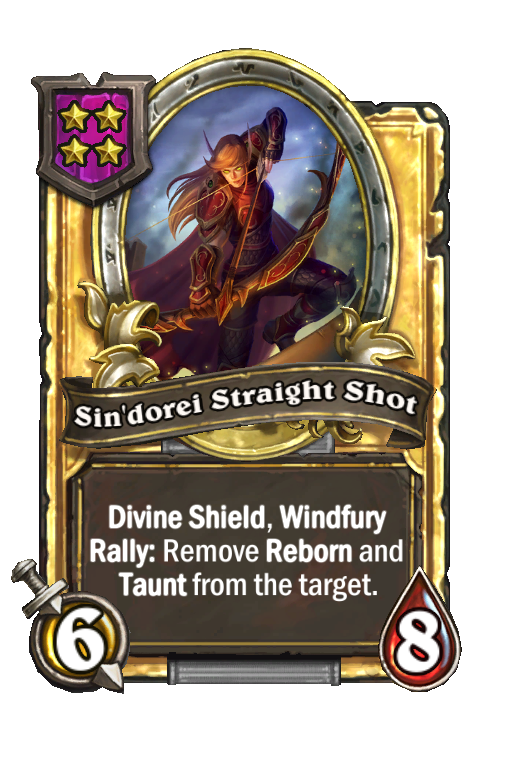 Sin'dorei Straight Shot
Divine Shield, Windfury
Rally: Remove Reborn and
Taunt from the target.
6
8